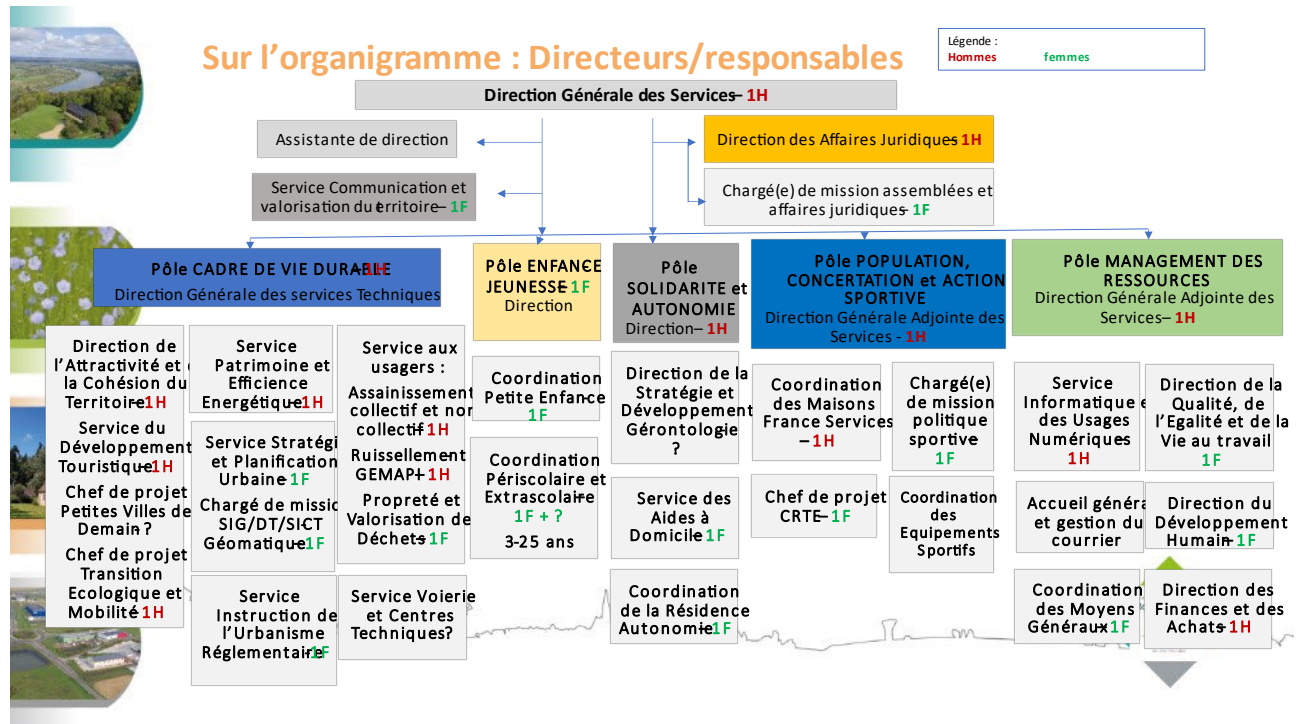 Sur l'organigramme : Directeurs/responsables
Légende :
Hommes femmes
Direction Générale des Services– 1H
Assistante de direction
Direction des Affaires Juridiques– 1H
Service Communication et
valorisation du territoire– 1F
Chargé(e) de mission assemblées et
affaires juridiques– 1F
Pôle CADRE DE VIE DURABLE –1H
Direction Générale des services Techniques
Pôle ENFANCE
JEUNESSE– 1F
Direction
Pôle
SOLIDARITE et
AUTONOMIE
Direction– 1H
Pôle POPULATION,
CONCERTATION et ACTION
SPORTIVE
Direction Générale Adjointe des
Services - 1H
Pôle MANAGEMENT DES
RESSOURCES
Direction Générale Adjointe des
Services– 1H
Direction de
l'Attractivité et
la Cohésion du
Territoire–1H
Service du
Développement
Touristique–1H
Chef de projet
Petites Villes de
Demain- ?
Chef de projet
Transition
Ecologique et
Mobilité- 1H
Service
Patrimoine et
Efficience
Energétique–1H
Service Stratégi
et Planification
Urbaine– 1F
Chargé de missio
SIG/DT/SI-CT
Géomatique–1F
Service
Instruction de
l'Urbanisme
Réglementaire–1F
Service aux
usagers :
Assainissement
collectif et non
collectif– 1H
Ruissellement
GEMAPI– 1H
Propreté et
Valorisation de
Déchets– 1F
Service Voierie
et Centres
Techniques- ?
Coordination
Petite Enfance–
1F
Coordination
Périscolaire et
Extrascolaire–
1F + ?
3-25 ans
Direction de la
Stratégie et
Développement
Gérontologie–
?
Service des
Aides à
Domicile– 1F
Coordination
de la Résidence
Autonomie–1F
Coordination
des Maisons
France Services
– 1H
Chef de projet
CRTE– 1F
Chargé(e)
de mission
politique
sportive–
1F
Coordination
des
Equipements
Sportifs
Service
Informatique e
des Usages
Numériques–
1H
Accueil généra
et gestion du
courrier
Coordination
des Moyens
Généraux–1F
Direction de la
Qualité, de
l'Egalité et de la
Vie au travail–
1F
Direction du
Développement
Humain– 1F
Direction des
Finances et des
Achats– 1H